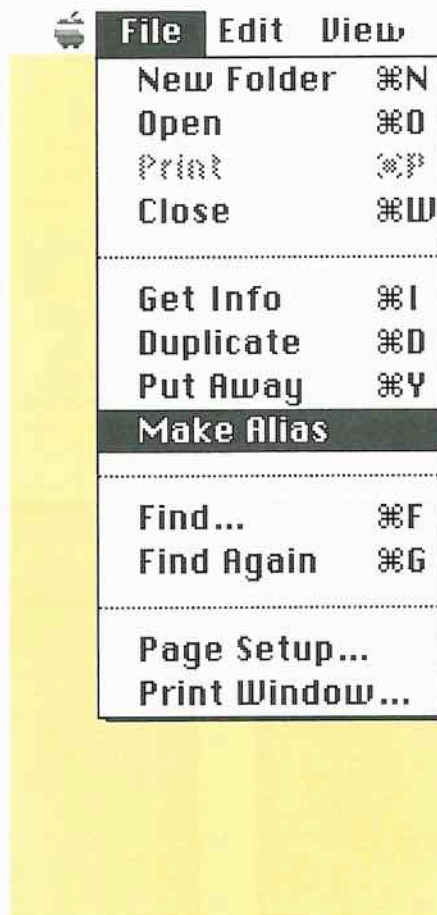 File Edit View
New Folder ⌘N
Open ⌘O
Print ⌘P
Close ⌘W
Get Info ⌘I
Duplicate ⌘D
Put Away ⌘Y
Make Alias
Find... ⌘F
Find Again ⌘G
Page Setup...
Print Window...